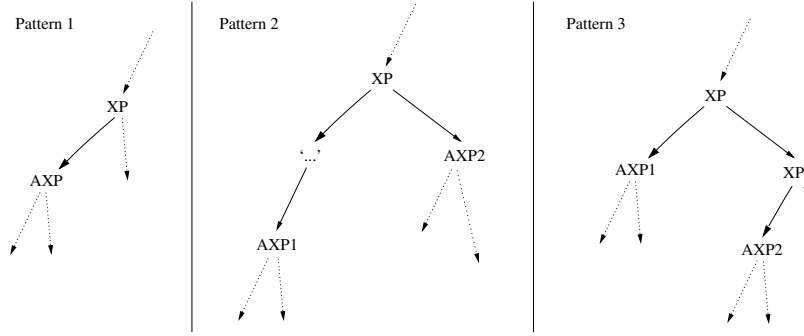 Pattern 1
XP
AXP
Pattern 2
XP
‘...’
AXP2
AXP1
Pattern 3
XP
AXP1
XP
AXP2